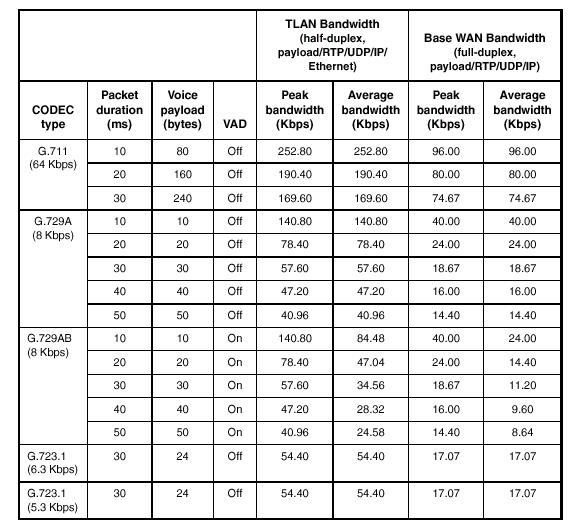 TLAN Bandwidth
(half-duplex,
payload/RTP/UDP/IP/
Ethernet)
Base WAN Bandwidth
(full-duplex,
payload/RTP/UDP/IP)
CODEC
type
Packet
duration
(ms)
Voice
payload
(bytes)
VAD
Peak
bandwidth
(Kbps)
Average
bandwidth
(Kbps)
Peak
bandwidth
(Kbps)
Average
bandwidth
(Kbps)
G.711
(64 Kbps)
10 80 Off 252.80 252.80 96.00 96.00
20 160 Off 190.40 190.40 80.00 80.00
30 240 Off 169.60 169.60 74.67 74.67
G.729A
(8 Kbps)
10 10 Off 140.80 140.80 40.00 40.00
20 20 Off 78.40 78.40 24.00 24.00
30 30 Off 57.60 57.60 18.67 18.67
40 40 Off 47.20 47.20 16.00 16.00
50 50 Off 40.96 40.96 14.40 14.40
G.729AB
(8 Kbps)
10 10 On 140.80 84.48 40.00 24.00
20 20 On 78.40 47.04 24.00 14.40
30 30 On 57.60 34.56 18.67 11.20
40 40 On 47.20 28.32 16.00 9.60
50 50 On 40.96 24.58 14.40 8.64
G.723.1
(6.3 Kbps)
30 24 Off 54.40 54.40 17.07 17.07
G.723.1
(5.3 Kbps)
30 24 Off 54.40 54.40 17.07 17.07